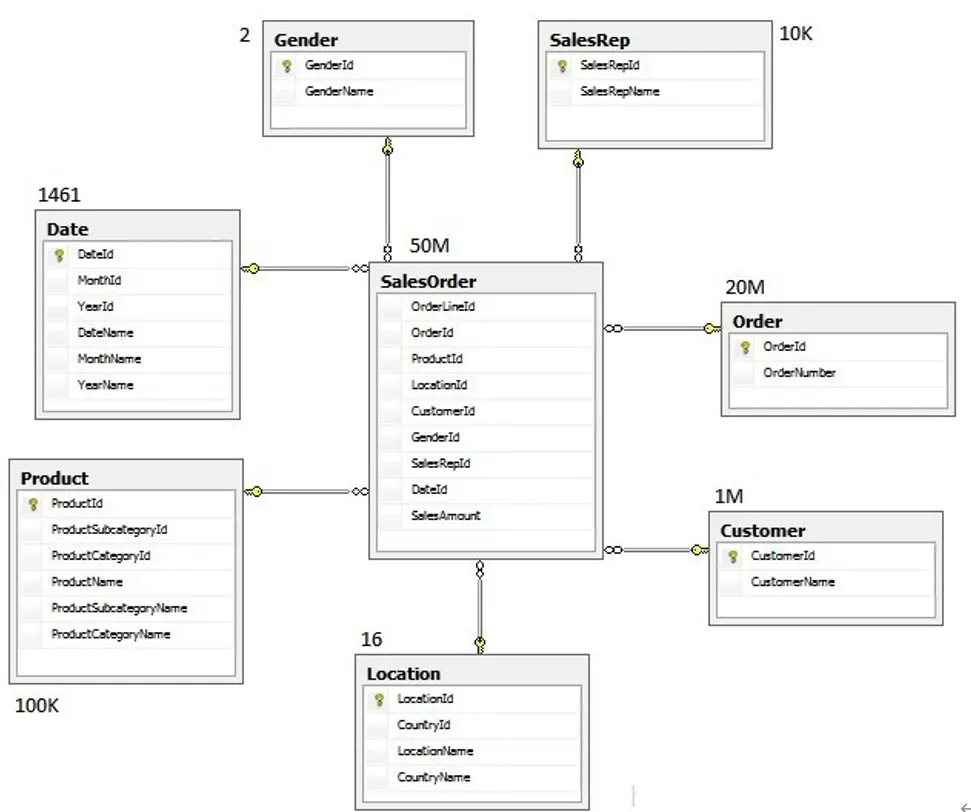 2
Gender
GenderId
GenderName
SalesRep
SalesRepId
SalesRepName
10K
1461
Date
DateId
MonthId
YearId
DateName
MonthName
YearName
50M
SalesOrder
OrderLineId
OrderId
ProductId
LocationId
CustomerId
GenderId
SalesRepId
DateId
SalesAmount
20M
Order
OrderId
OrderNumber
Product
ProductId
ProductSubcategoryId
ProductCategoryId
ProductName
ProductSubcategoryName
ProductCategoryName
100K
1M
Customer
CustomerId
CustomerName
16
Location
LocationId
CountryId
LocationName
CountryName